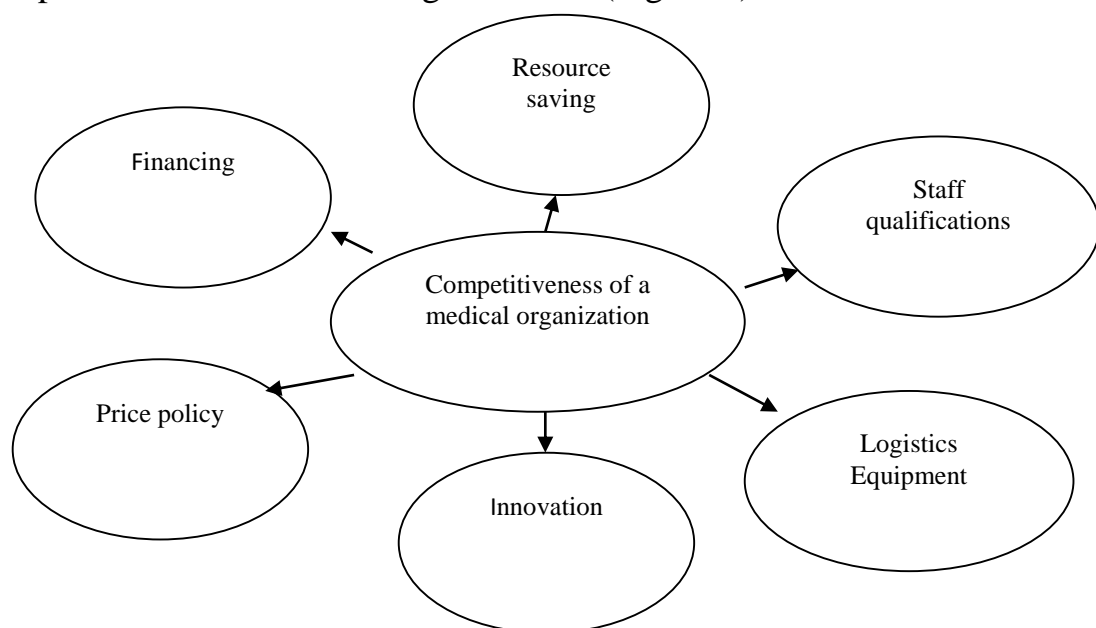 Resource
saving
Financing
Staff
qualifications
Competitiveness of a
medical organization
Price policy
Logistics
Equipment
Innovation